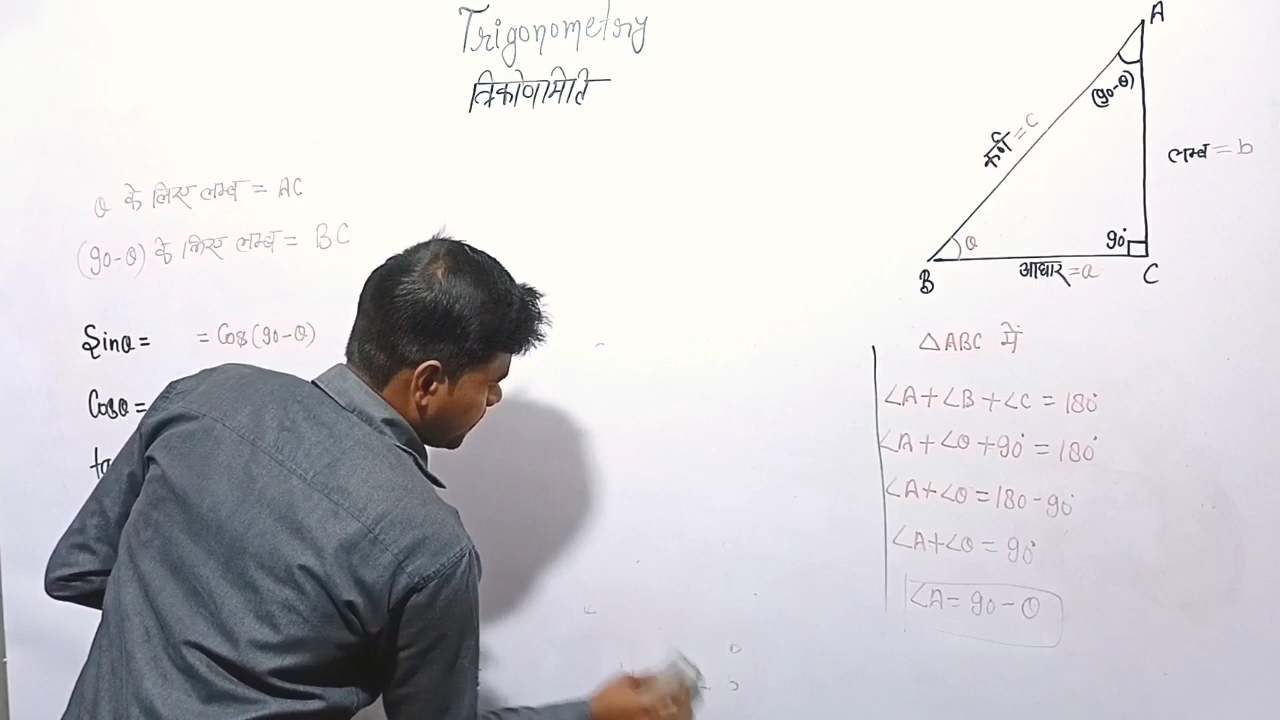 Trigonometry
त्रिकोणमिति
θ के लिए लम्ब = AC
(90-θ) के लिए लम्ब = BC
Sinθ = = Cos(90-θ)
Cosθ =
A
(90-θ)
कर्ण = c
लम्ब = b
θ
90°
B
आधार = a
C
△ABC में
∠A+∠B+∠C = 180°
∠A+∠θ+90° = 180°
∠A+∠θ = 180-90°
∠A+∠θ = 90°
∠A = 90-θ
b